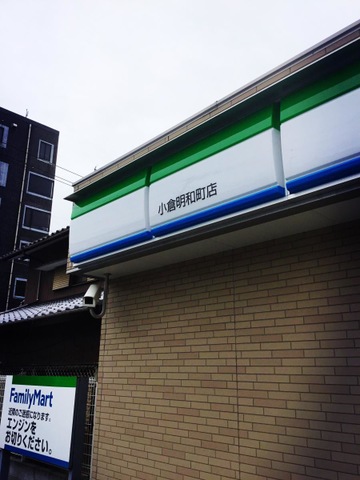 小倉明和町店
FamilyMart
近隣のご迷惑になります。
エンジンを
お切りください。